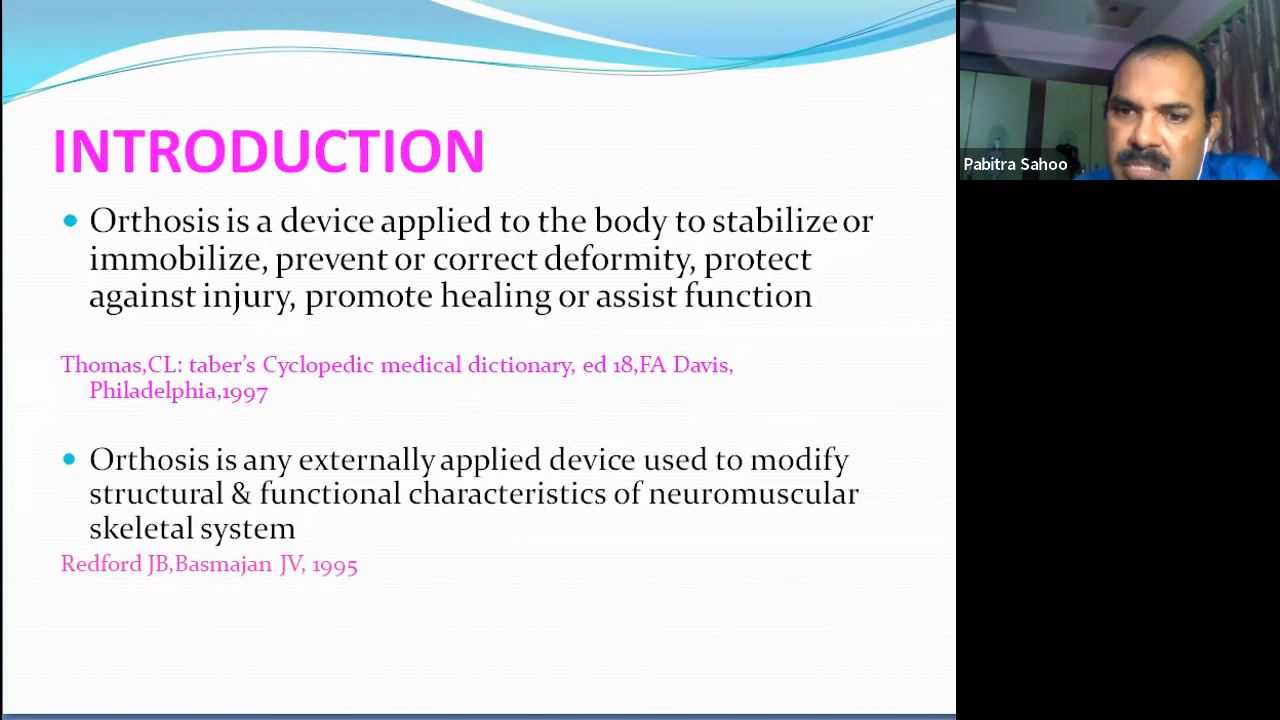 INTRODUCTION
Orthosis is a device applied to the body to stabilize or
immobilize, prevent or correct deformity, protect
against injury, promote healing or assist function
Thomas,CL: taber's Cyclopedic medical dictionary, ed 18,FA Davis,
Philadelphia,1997
Orthosis is any externally applied device used to modify
structural & functional characteristics of neuromuscular
skeletal system
Redford JB,Basmajan JV, 1995
Pabitra Sahoo